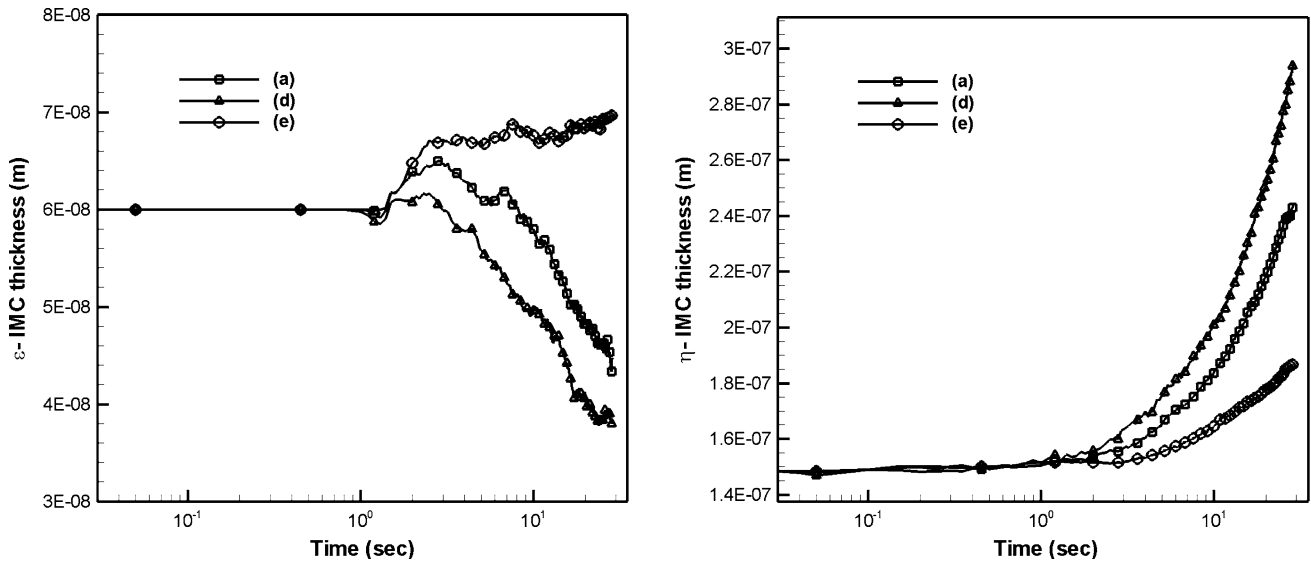 8E-08
7E-08
6E-08
5E-08
4E-08
3E-08
ε- IMC thickness (m)
(a)
(d)
(e)
10⁻¹
10⁰
10¹
Time (sec)
3E-07
2.8E-07
2.6E-07
2.4E-07
2.2E-07
2E-07
1.8E-07
1.6E-07
1.4E-07
η- IMC thickness (m)
(a)
(d)
(e)
10⁻¹
10⁰
10¹
Time (sec)